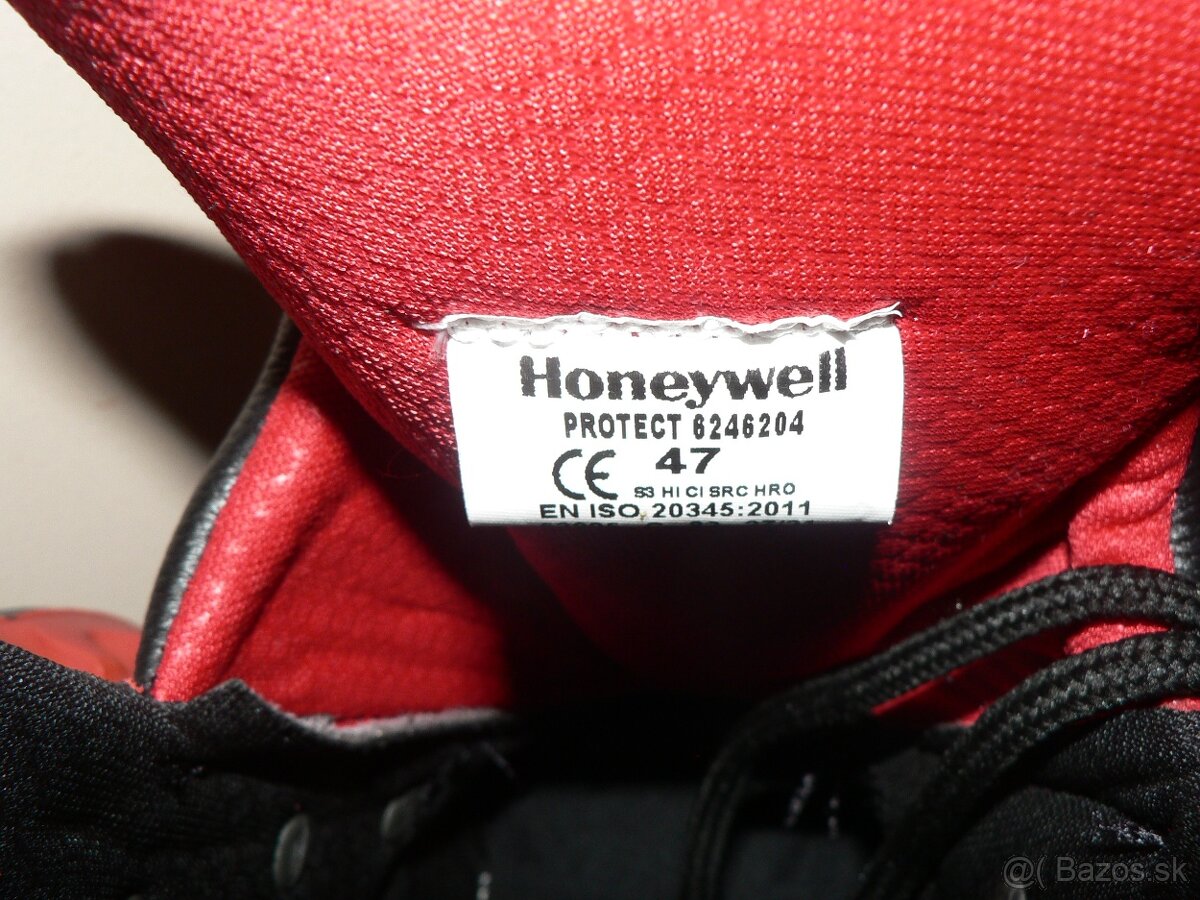 Honeywell
PROTECT 6246204
CE 47
S3 HI CI SRC HRO
EN ISO 20345:2011
@( Bazos.sk